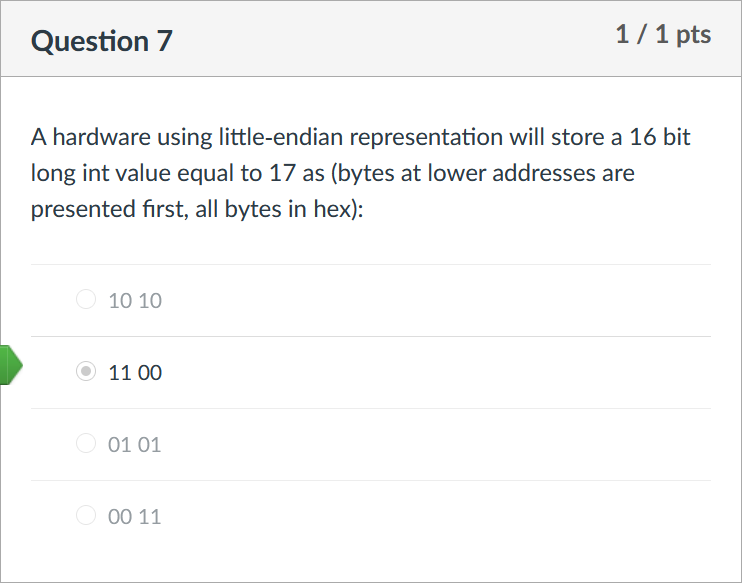 Question 7
1 / 1 pts
A hardware using little-endian representation will store a 16 bit
long int value equal to 17 as (bytes at lower addresses are
presented first, all bytes in hex):
10 10
11 00
01 01
00 11